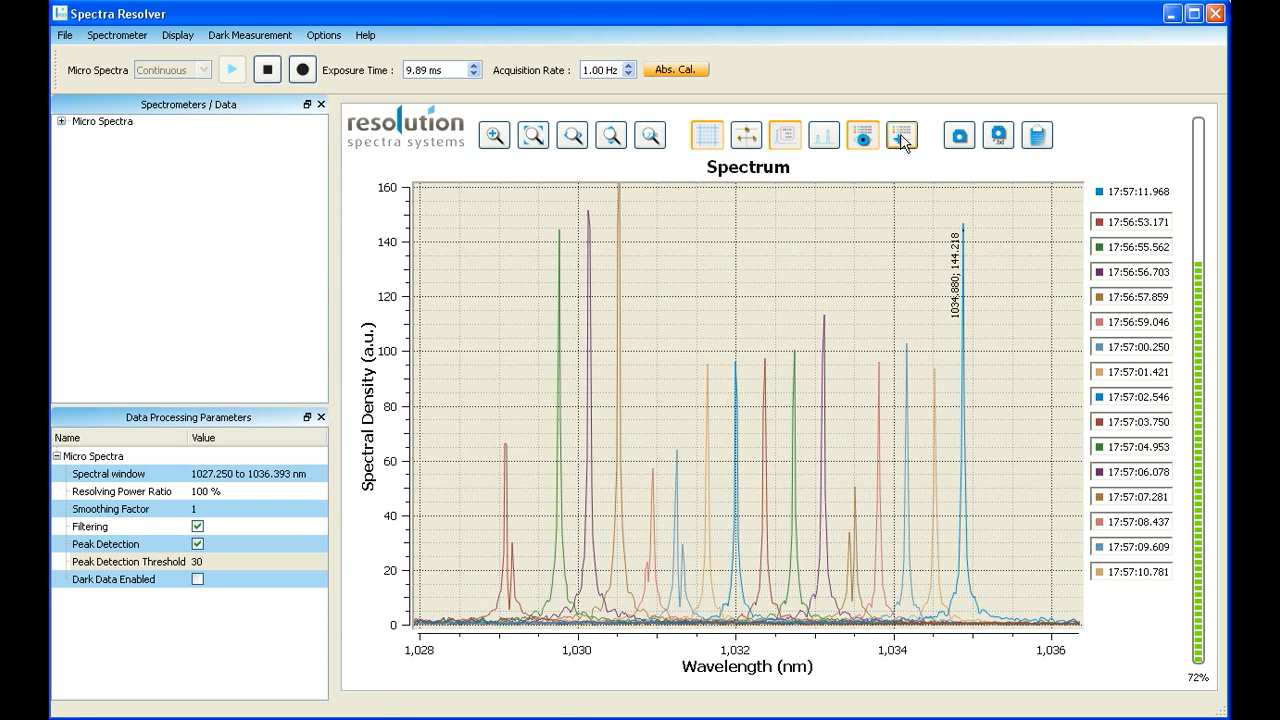 Spectra Resolver
File Spectrometer Display Dark Measurement Options Help
Micro Spectra Continuous Exposure Time : 9.89 ms Acquisition Rate : 1.00 Hz Abs. Cal.
Spectrometers / Data
Micro Spectra
Data Processing Parameters
Name Value
Micro Spectra
Spectral window 1027.250 to 1036.393 nm
Resolving Power Ratio 100 %
Smoothing Factor 1
Filtering
Peak Detection
Peak Detection Threshold 30
Dark Data Enabled
resolution
spectra systems
Spectrum
160
140
120
100
80
60
40
20
0
Spectral Density (a.u.)
1034.880; 144.218
1,028 1,030 1,032 1,034 1,036
Wavelength (nm)
17:57:11.968
17:56:53.171
17:56:55.562
17:56:56.703
17:56:57.859
17:56:59.046
17:57:00.250
17:57:01.421
17:57:02.546
17:57:03.750
17:57:04.953
17:57:06.078
17:57:07.281
17:57:08.437
17:57:09.609
17:57:10.781
72%